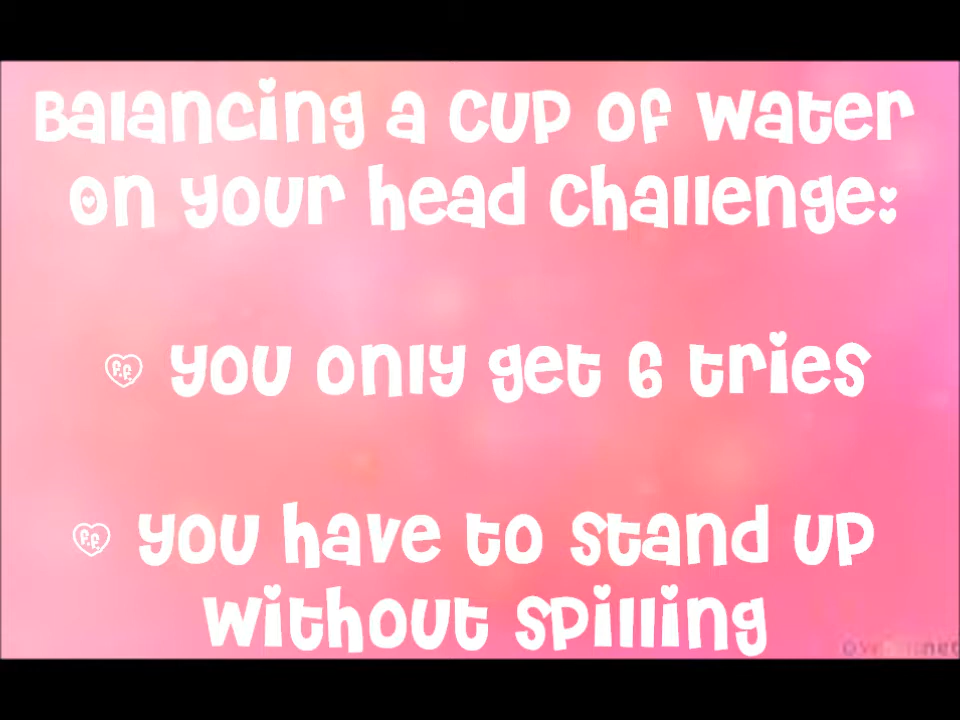 Balancing a cup of water
on your head challenge:
F.F. you only get 6 tries
F.F. you have to stand up
without spilling